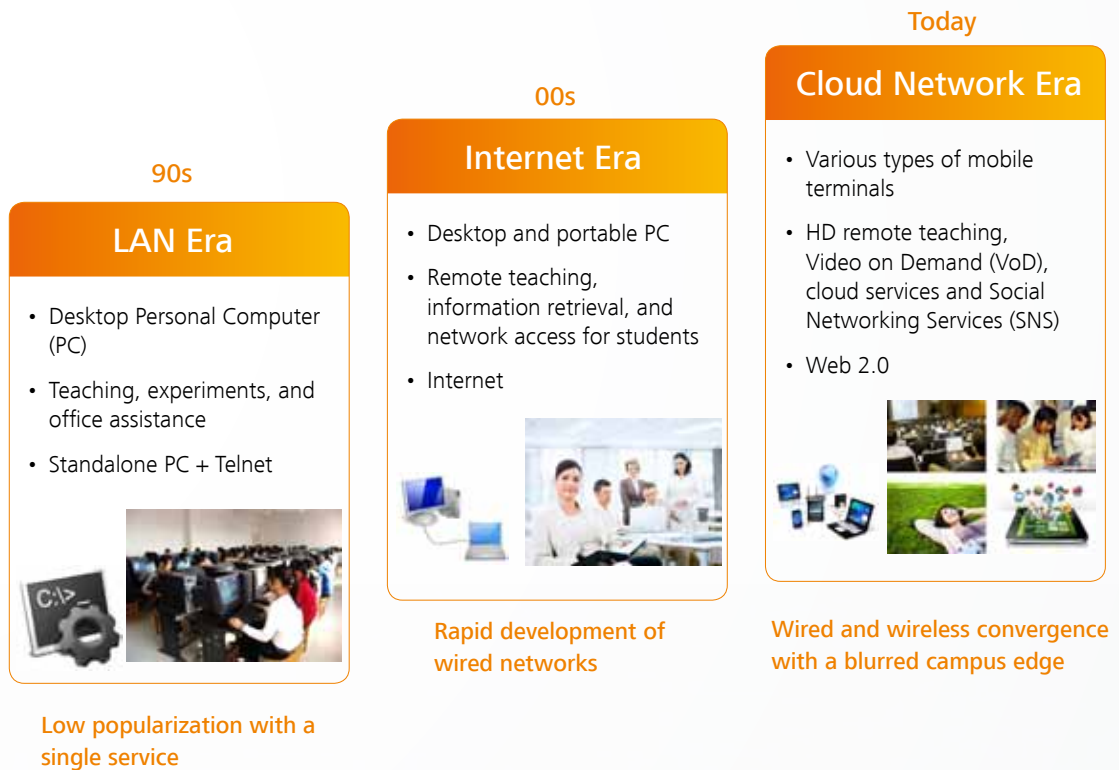 90s
LAN Era
• Desktop Personal Computer
(PC)
• Teaching, experiments, and
office assistance
• Standalone PC + Telnet
C:\>_
Low popularization with a
single service
00s
Internet Era
• Desktop and portable PC
• Remote teaching,
information retrieval, and
network access for students
• Internet
Rapid development of
wired networks
Today
Cloud Network Era
• Various types of mobile
terminals
• HD remote teaching,
Video on Demand (VoD),
cloud services and Social
Networking Services (SNS)
• Web 2.0
Wired and wireless convergence
with a blurred campus edge